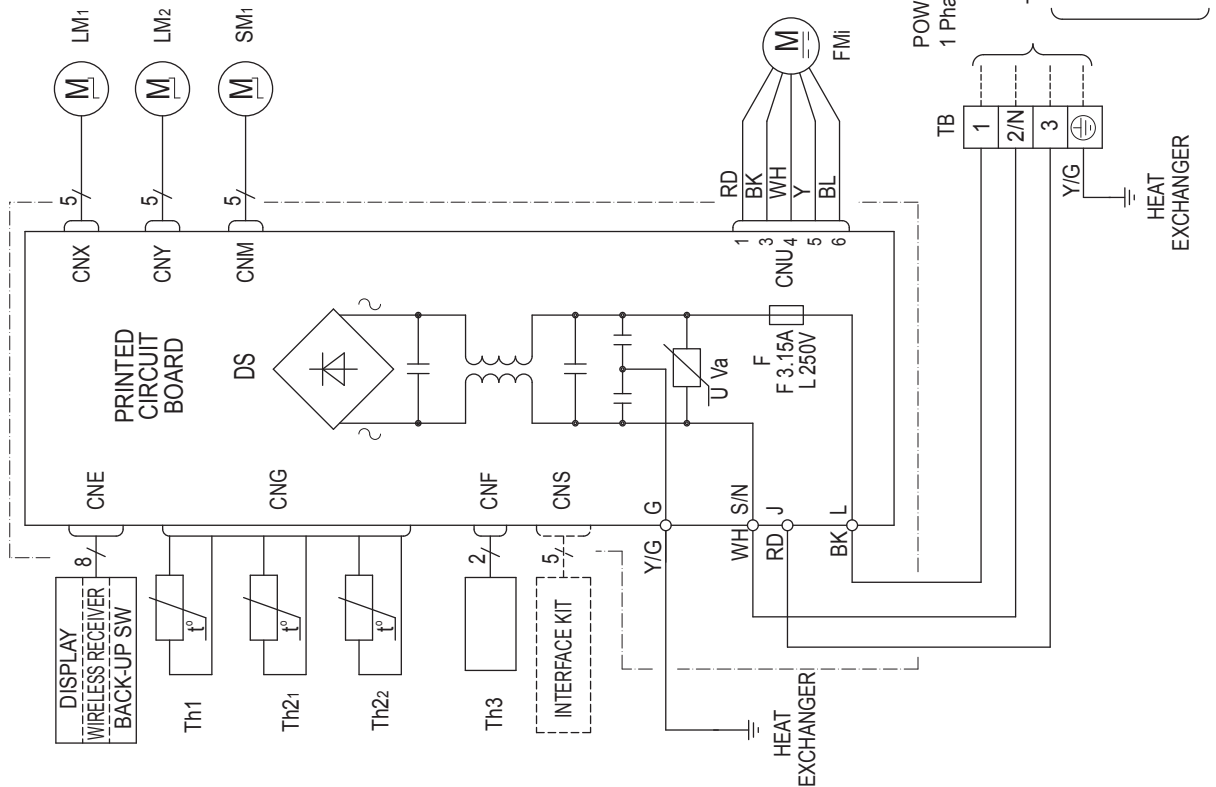 LM1
LM2
SM1
M
M
M
5
5
5
CNX
CNY
CNM
PRINTED
CIRCUIT
BOARD
DS
~
~
RD
BK
WH
Y
BL
1
3
4
5
6
CNU
M
FMi
F
F 3.15A
L 250V
U Va
CNE
CNG
CNF
CNS
8
2
5
DISPLAY
WIRELESS RECEIVER
BACK-UP SW
t°
t°
t°
Th1
Th21
Th22
Th3
INTERFACE KIT
Y/G
G
WH
S/N
RD
J
BK
L
HEAT
EXCHANGER
TB
1
2/N
3
Y/G
HEAT
EXCHANGER
1